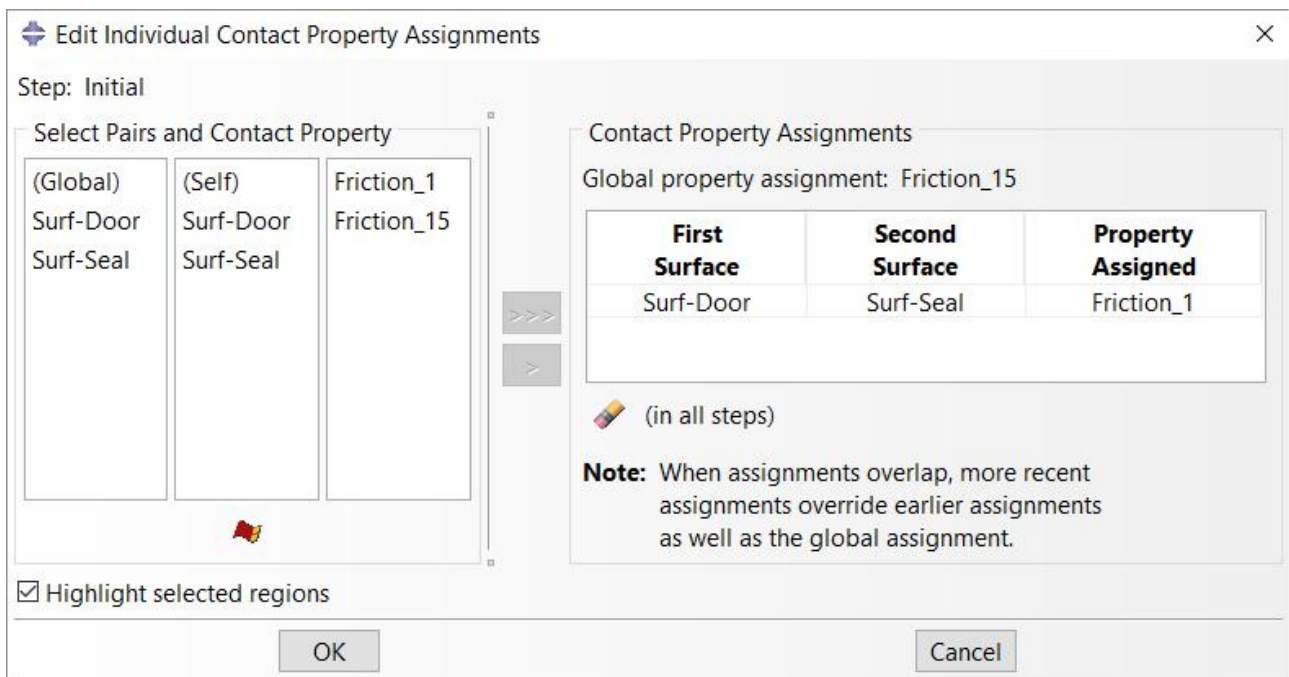 Edit Individual Contact Property Assignments
Step: Initial
Select Pairs and Contact Property
(Global) (Self) Friction_1
Surf-Door Surf-Door Friction_15
Surf-Seal Surf-Seal
>>>
>
Contact Property Assignments
Global property assignment: Friction_15
First Second Property
Surface Surface Assigned
Surf-Door Surf-Seal Friction_1
(in all steps)
Note: When assignments overlap, more recent
assignments override earlier assignments
as well as the global assignment.
Highlight selected regions
OK Cancel